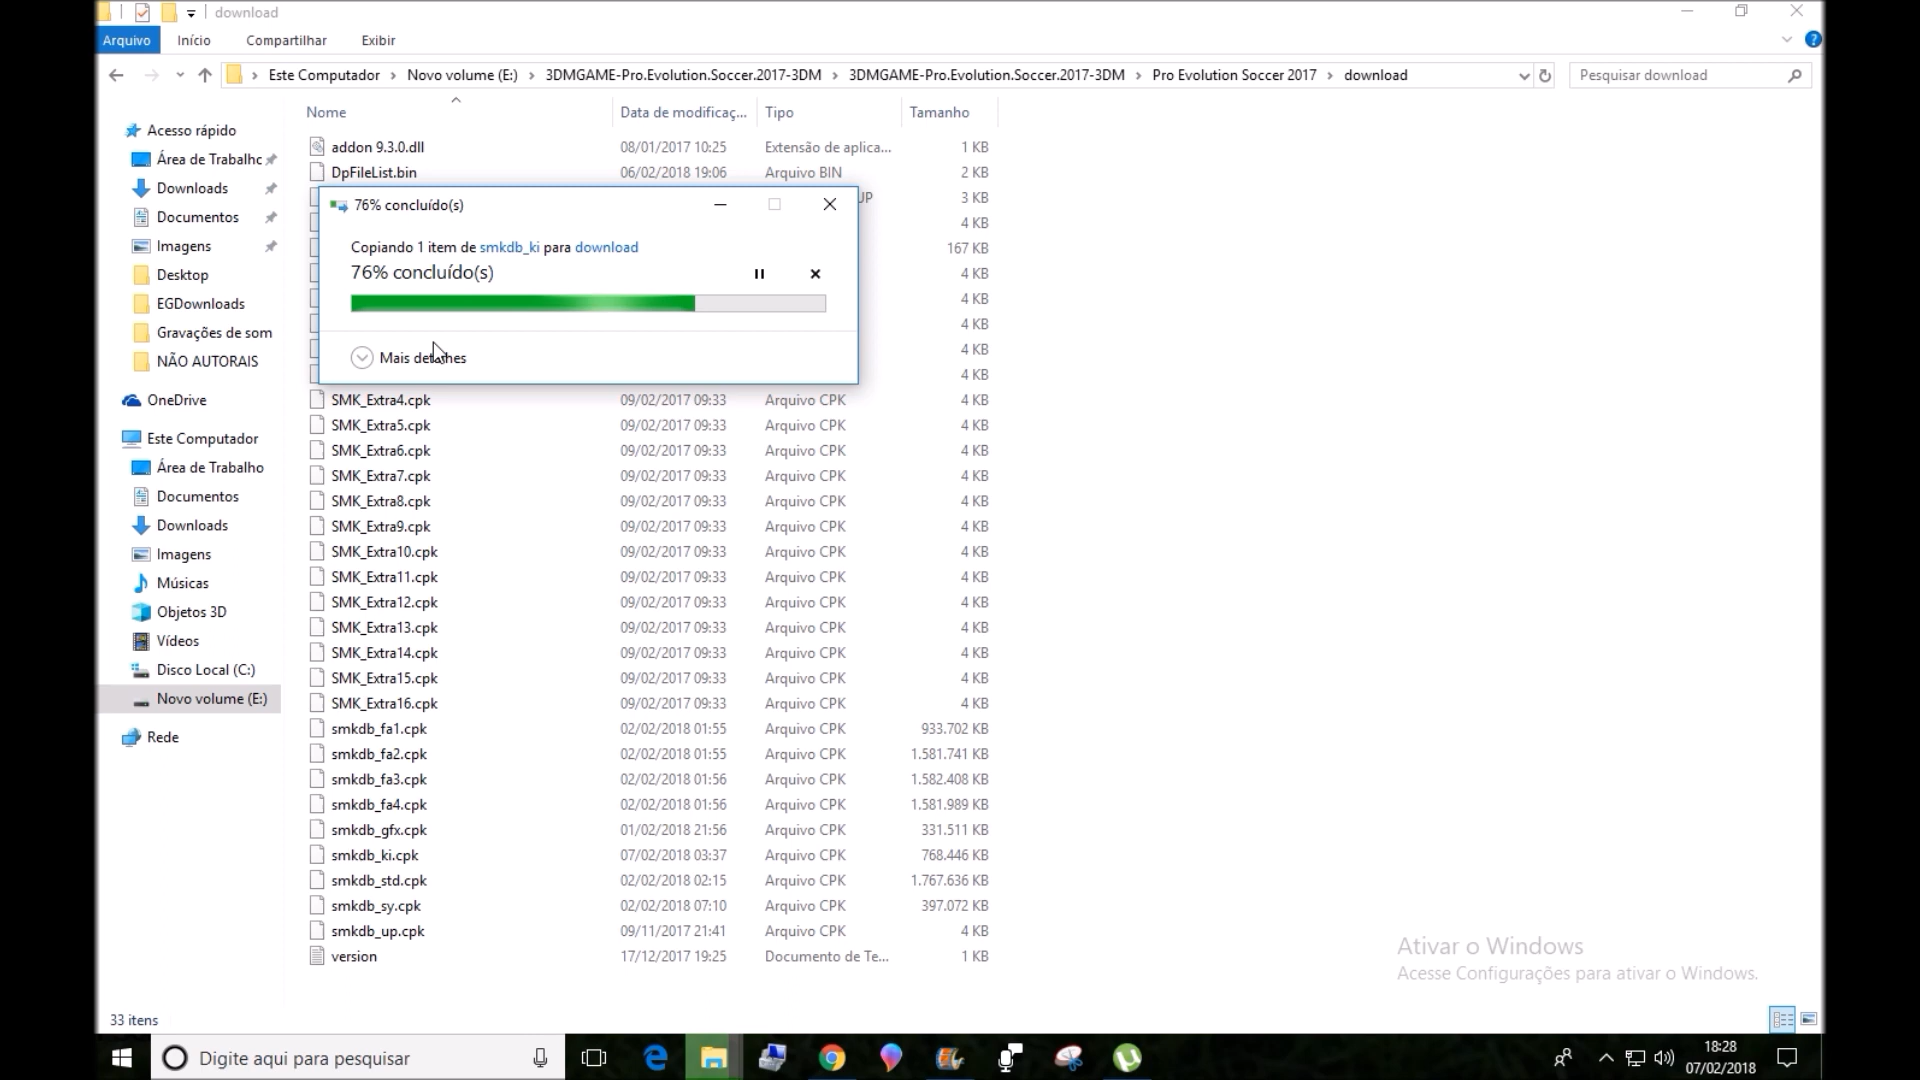 download
Arquivo Início Compartilhar Exibir
Este Computador > Novo volume (E:) > 3DMGAME-Pro.Evolution.Soccer.2017-3DM > 3DMGAME-Pro.Evolution.Soccer.2017-3DM > Pro Evolution Soccer 2017 > download
Pesquisar download
Nome Data de modificaç... Tipo Tamanho
Acesso rápido
Área de Trabalhc
Downloads
Documentos
Imagens
Desktop
EGDownloads
Gravações de som
NÃO AUTORAIS
OneDrive
Este Computador
Área de Trabalho
Documentos
Downloads
Imagens
Músicas
Objetos 3D
Vídeos
Disco Local (C:)
Novo volume (E:)
Rede
addon 9.3.0.dll 08/01/2017 10:25 Extensão de aplica... 1 KB
DpFileList.bin 06/02/2018 19:06 Arquivo BIN 2 KB
3 KB
4 KB
167 KB
4 KB
4 KB
4 KB
4 KB
4 KB
76% concluído(s)
Copiando 1 item de smkdb_ki para download
76% concluído(s)
Mais detalhes
SMK_Extra4.cpk 09/02/2017 09:33 Arquivo CPK 4 KB
SMK_Extra5.cpk 09/02/2017 09:33 Arquivo CPK 4 KB
SMK_Extra6.cpk 09/02/2017 09:33 Arquivo CPK 4 KB
SMK_Extra7.cpk 09/02/2017 09:33 Arquivo CPK 4 KB
SMK_Extra8.cpk 09/02/2017 09:33 Arquivo CPK 4 KB
SMK_Extra9.cpk 09/02/2017 09:33 Arquivo CPK 4 KB
SMK_Extra10.cpk 09/02/2017 09:33 Arquivo CPK 4 KB
SMK_Extra11.cpk 09/02/2017 09:33 Arquivo CPK 4 KB
SMK_Extra12.cpk 09/02/2017 09:33 Arquivo CPK 4 KB
SMK_Extra13.cpk 09/02/2017 09:33 Arquivo CPK 4 KB
SMK_Extra14.cpk 09/02/2017 09:33 Arquivo CPK 4 KB
SMK_Extra15.cpk 09/02/2017 09:33 Arquivo CPK 4 KB
SMK_Extra16.cpk 09/02/2017 09:33 Arquivo CPK 4 KB
smkdb_fa1.cpk 02/02/2018 01:55 Arquivo CPK 933.702 KB
smkdb_fa2.cpk 02/02/2018 01:55 Arquivo CPK 1.581.741 KB
smkdb_fa3.cpk 02/02/2018 01:56 Arquivo CPK 1.582.408 KB
smkdb_fa4.cpk 02/02/2018 01:56 Arquivo CPK 1.581.989 KB
smkdb_gfx.cpk 01/02/2018 21:56 Arquivo CPK 331.511 KB
smkdb_ki.cpk 07/02/2018 03:37 Arquivo CPK 768.446 KB
smkdb_std.cpk 02/02/2018 02:15 Arquivo CPK 1.767.636 KB
smkdb_sy.cpk 02/02/2018 07:10 Arquivo CPK 397.072 KB
smkdb_up.cpk 09/11/2017 21:41 Arquivo CPK 4 KB
version 17/12/2017 19:25 Documento de Te... 1 KB
Ativar o Windows
Acesse Configurações para ativar o Windows.
33 itens
Digite aqui para pesquisar
18:28
07/02/2018